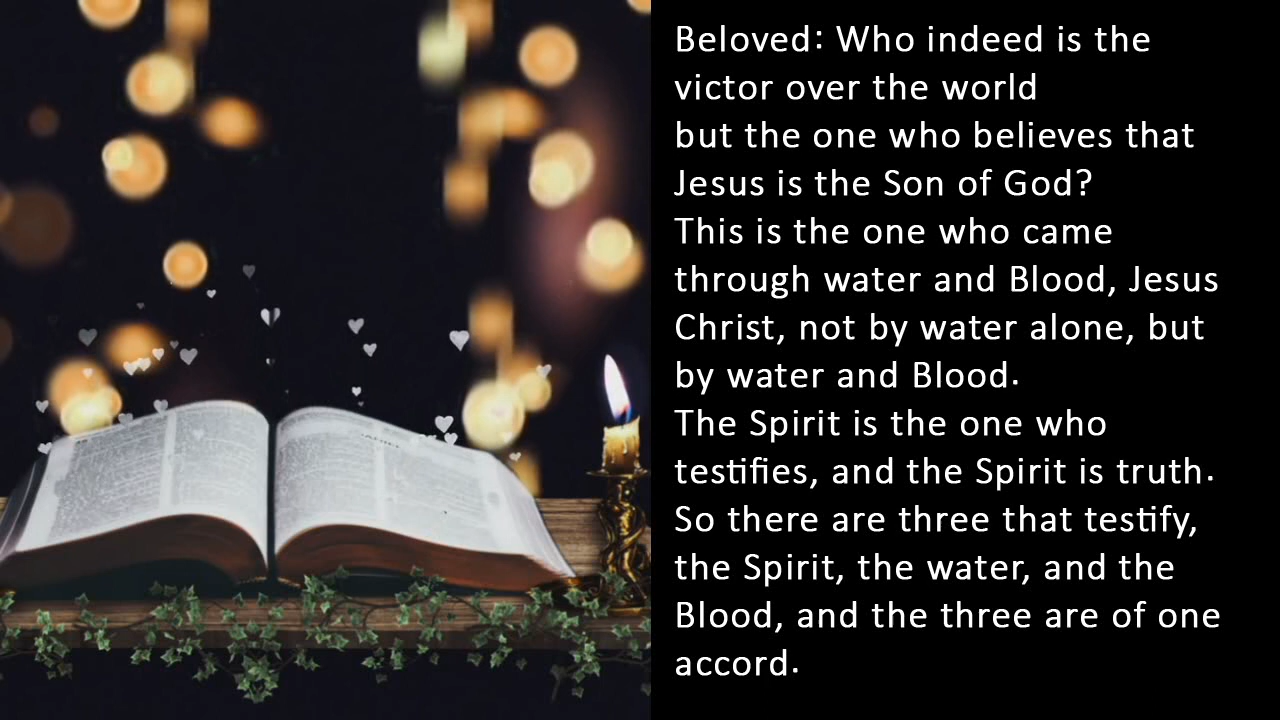 Beloved: Who indeed is the
victor over the world
but the one who believes that
Jesus is the Son of God?
This is the one who came
through water and Blood, Jesus
Christ, not by water alone, but
by water and Blood.
The Spirit is the one who
testifies, and the Spirit is truth.
So there are three that testify,
the Spirit, the water, and the
Blood, and the three are of one
accord.